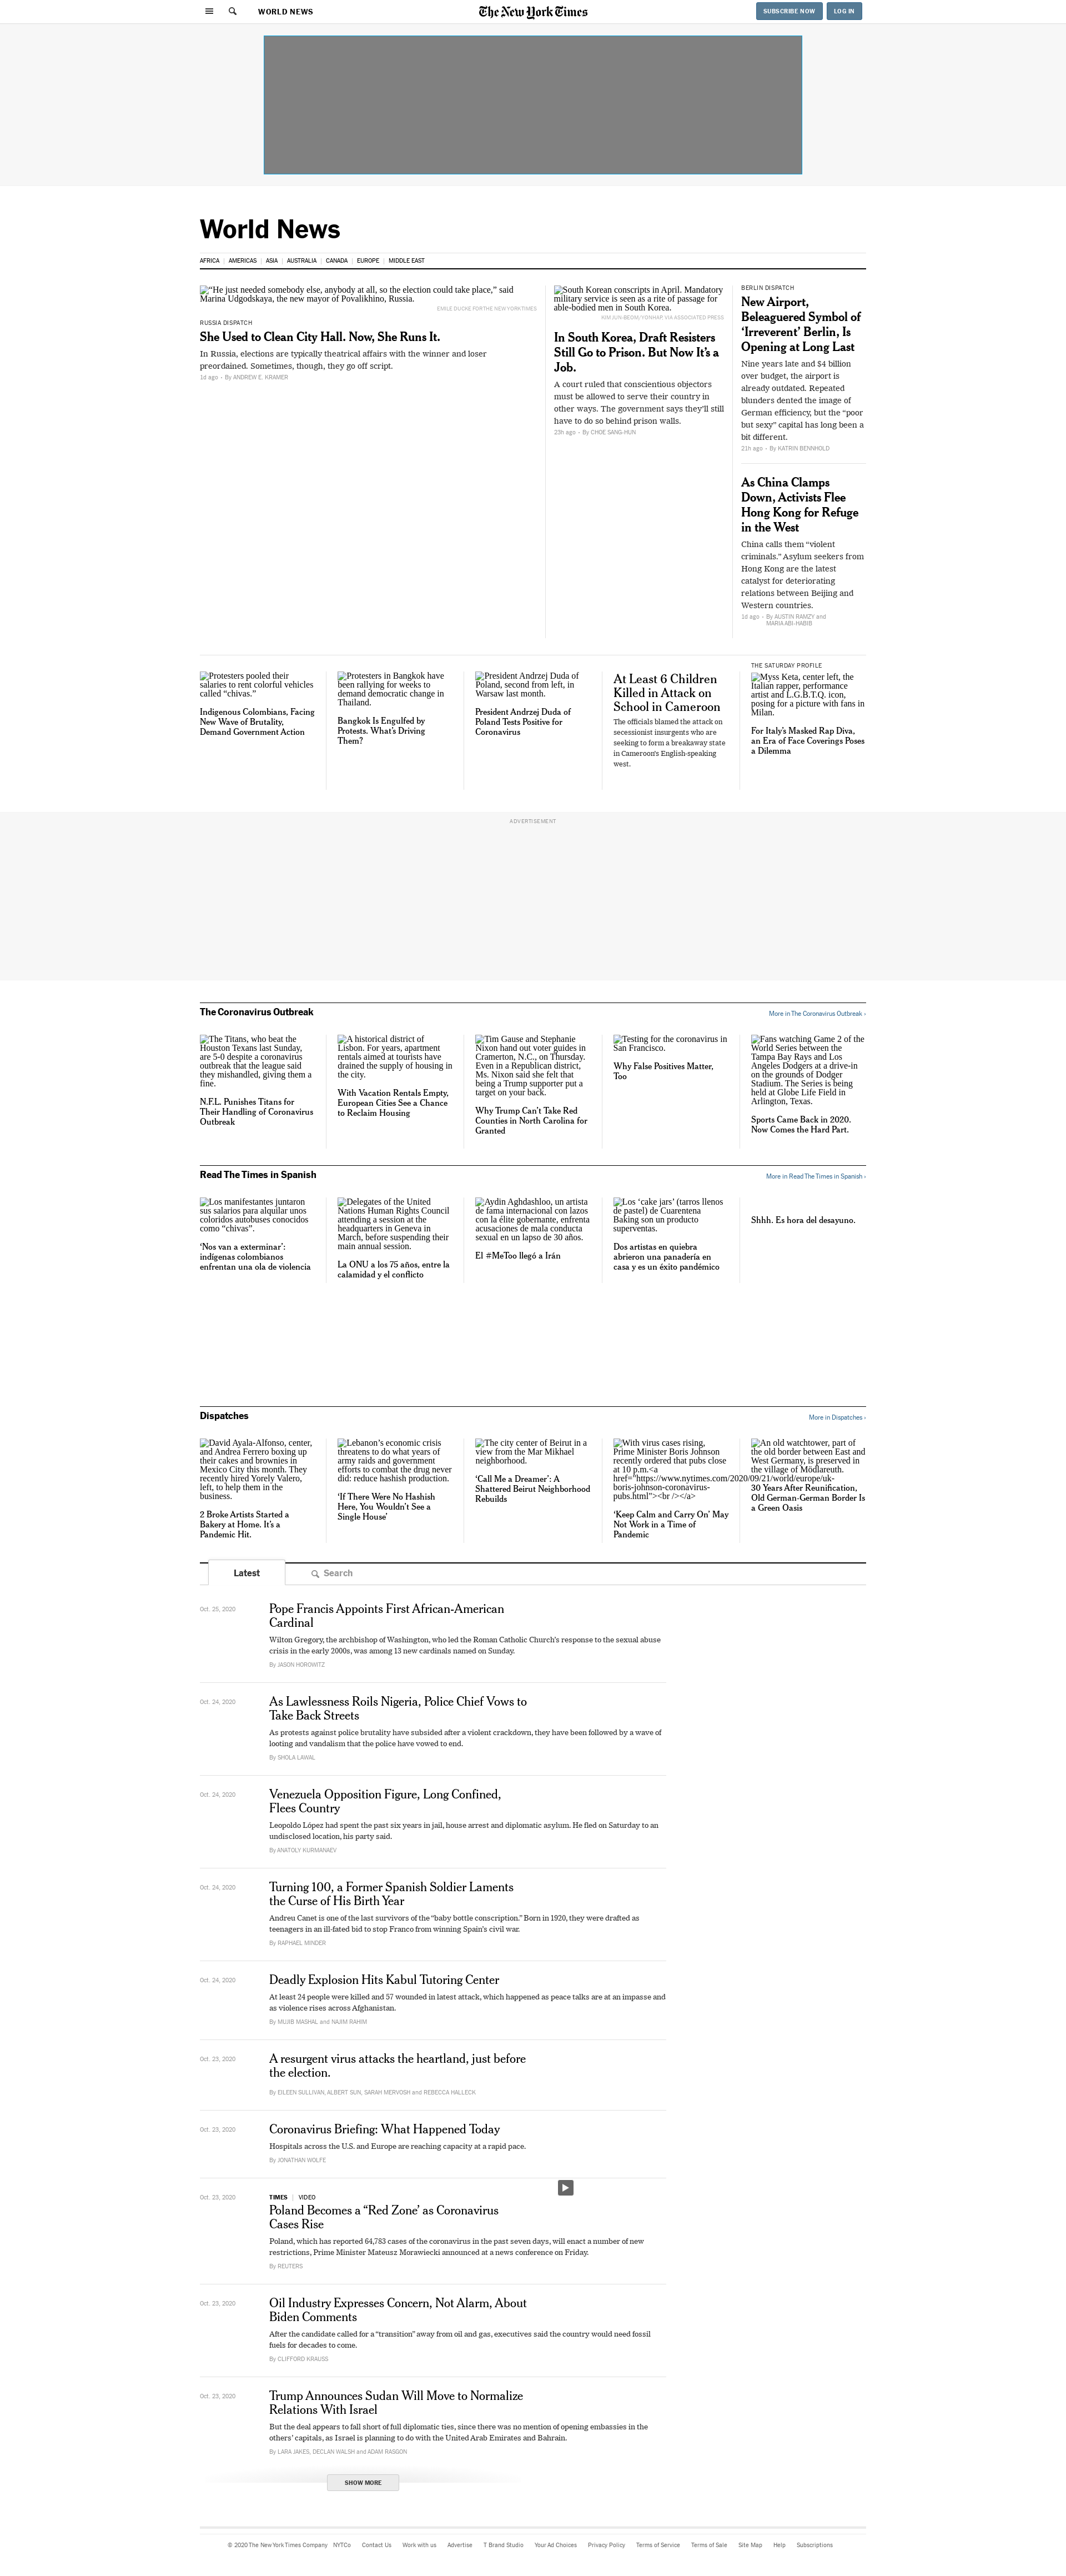 WORLD NEWS
The New York Times
SUBSCRIBE NOW
LOG IN
World News
AFRICA
AMERICAS
ASIA
AUSTRALIA
CANADA
EUROPE
MIDDLE EAST
“He just needed somebody else, anybody at all, so the election could take place,” said
Marina Udgodskaya, the new mayor of Povalikhino, Russia.
EMILE DUCKE FOR THE NEW YORK TIMES
RUSSIA DISPATCH
She Used to Clean City Hall. Now, She Runs It.
In Russia, elections are typically theatrical affairs with the winner and loser
preordained. Sometimes, though, they go off script.
1d ago - By ANDREW E. KRAMER
South Korean conscripts in April. Mandatory
military service is seen as a rite of passage for
able-bodied men in South Korea.
KIM JUN-BEOM/YONHAP, VIA ASSOCIATED PRESS
In South Korea, Draft Resisters
Still Go to Prison. But Now It’s a
Job.
A court ruled that conscientious objectors
must be allowed to serve their country in
other ways. The government says they’ll still
have to do so behind prison walls.
23h ago - By CHOE SANG-HUN
BERLIN DISPATCH
New Airport,
Beleaguered Symbol of
‘Irreverent’ Berlin, Is
Opening at Long Last
Nine years late and $4 billion
over budget, the airport is
already outdated. Repeated
blunders dented the image of
German efficiency, but the “poor
but sexy” capital has long been a
bit different.
21h ago - By KATRIN BENNHOLD
As China Clamps
Down, Activists Flee
Hong Kong for Refuge
in the West
China calls them “violent
criminals.” Asylum seekers from
Hong Kong are the latest
catalyst for deteriorating
relations between Beijing and
Western countries.
1d ago - By AUSTIN RAMZY and
MARIA ABI-HABIB
Protesters pooled their
salaries to rent colorful vehicles
called “chivas.”
Indigenous Colombians, Facing
New Wave of Brutality,
Demand Government Action
Protesters in Bangkok have
been rallying for weeks to
demand democratic change in
Thailand.
Bangkok Is Engulfed by
Protests. What’s Driving
Them?
President Andrzej Duda of
Poland, second from left, in
Warsaw last month.
President Andrzej Duda of
Poland Tests Positive for
Coronavirus
At Least 6 Children
Killed in Attack on
School in Cameroon
The officials blamed the attack on
secessionist insurgents who are
seeking to form a breakaway state
in Cameroon’s English-speaking
west.
THE SATURDAY PROFILE
Myss Keta, center left, the
Italian rapper, performance
artist and L.G.B.T.Q. icon,
posing for a picture with fans in
Milan.
For Italy’s Masked Rap Diva,
an Era of Face Coverings Poses
a Dilemma
ADVERTISEMENT
The Coronavirus Outbreak
More in The Coronavirus Outbreak ›
The Titans, who beat the
Houston Texans last Sunday,
are 5-0 despite a coronavirus
outbreak that the league said
they mishandled, giving them a
fine.
N.F.L. Punishes Titans for
Their Handling of Coronavirus
Outbreak
A historical district of
Lisbon. For years, apartment
rentals aimed at tourists have
drained the supply of housing in
the city.
With Vacation Rentals Empty,
European Cities See a Chance
to Reclaim Housing
Tim Gause and Stephanie
Nixon hand out voter guides in
Cramerton, N.C., on Thursday.
Even in a Republican district,
Ms. Nixon said she felt that
being a Trump supporter put a
target on your back.
Why Trump Can’t Take Red
Counties in North Carolina for
Granted
Testing for the coronavirus in
San Francisco.
Why False Positives Matter,
Too
Fans watching Game 2 of the
World Series between the
Tampa Bay Rays and Los
Angeles Dodgers at a drive-in
on the grounds of Dodger
Stadium. The Series is being
held at Globe Life Field in
Arlington, Texas.
Sports Came Back in 2020.
Now Comes the Hard Part.
Read The Times in Spanish
More in Read The Times in Spanish ›
Los manifestantes juntaron
sus salarios para alquilar unos
coloridos autobuses conocidos
como “chivas”.
‘Nos van a exterminar’:
indígenas colombianos
enfrentan una ola de violencia
Delegates of the United
Nations Human Rights Council
attending a session at the
headquarters in Geneva in
March, before suspending their
main annual session.
La ONU a los 75 años, entre la
calamidad y el conflicto
Aydin Aghdashloo, un artista
de fama internacional con lazos
con la élite gobernante, enfrenta
acusaciones de mala conducta
sexual en un lapso de 30 años.
El #MeToo llegó a Irán
Los ‘cake jars’ (tarros llenos
de pastel) de Cuarentena
Baking son un producto
superventas.
Dos artistas en quiebra
abrieron una panadería en
casa y es un éxito pandémico
Shhh. Es hora del desayuno.
Dispatches
More in Dispatches ›
David Ayala-Alfonso, center,
and Andrea Ferrero boxing up
their cakes and brownies in
Mexico City this month. They
recently hired Yorely Valero,
left, to help them in the
business.
2 Broke Artists Started a
Bakery at Home. It’s a
Pandemic Hit.
Lebanon’s economic crisis
threatens to do what years of
army raids and government
efforts to combat the drug never
did: reduce hashish production.
‘If There Were No Hashish
Here, You Wouldn’t See a
Single House’
The city center of Beirut in a
view from the Mar Mikhael
neighborhood.
‘Call Me a Dreamer’: A
Shattered Beirut Neighborhood
Rebuilds
With virus cases rising,
Prime Minister Boris Johnson
recently ordered that pubs close
at 10 p.m.<a
href="https://www.nytimes.com/2020/09/21/world/europe/uk-
boris-johnson-coronavirus-
pubs.html"><br /></a>
‘Keep Calm and Carry On’ May
Not Work in a Time of
Pandemic
An old watchtower, part of
the old border between East and
West Germany, is preserved in
the village of Mödlareuth.
30 Years After Reunification,
Old German-German Border Is
a Green Oasis
Latest
Search
Oct. 25, 2020
Pope Francis Appoints First African-American
Cardinal
Wilton Gregory, the archbishop of Washington, who led the Roman Catholic Church’s response to the sexual abuse
crisis in the early 2000s, was among 13 new cardinals named on Sunday.
By JASON HOROWITZ
Oct. 24, 2020
As Lawlessness Roils Nigeria, Police Chief Vows to
Take Back Streets
As protests against police brutality have subsided after a violent crackdown, they have been followed by a wave of
looting and vandalism that the police have vowed to end.
By SHOLA LAWAL
Oct. 24, 2020
Venezuela Opposition Figure, Long Confined,
Flees Country
Leopoldo López had spent the past six years in jail, house arrest and diplomatic asylum. He fled on Saturday to an
undisclosed location, his party said.
By ANATOLY KURMANAEV
Oct. 24, 2020
Turning 100, a Former Spanish Soldier Laments
the Curse of His Birth Year
Andreu Canet is one of the last survivors of the “baby bottle conscription.” Born in 1920, they were drafted as
teenagers in an ill-fated bid to stop Franco from winning Spain’s civil war.
By RAPHAEL MINDER
Oct. 24, 2020
Deadly Explosion Hits Kabul Tutoring Center
At least 24 people were killed and 57 wounded in latest attack, which happened as peace talks are at an impasse and
as violence rises across Afghanistan.
By MUJIB MASHAL and NAJIM RAHIM
Oct. 23, 2020
A resurgent virus attacks the heartland, just before
the election.
By EILEEN SULLIVAN, ALBERT SUN, SARAH MERVOSH and REBECCA HALLECK
Oct. 23, 2020
Coronavirus Briefing: What Happened Today
Hospitals across the U.S. and Europe are reaching capacity at a rapid pace.
By JONATHAN WOLFE
Oct. 23, 2020
TIMES | VIDEO
Poland Becomes a “Red Zone’ as Coronavirus
Cases Rise
Poland, which has reported 64,783 cases of the coronavirus in the past seven days, will enact a number of new
restrictions, Prime Minister Mateusz Morawiecki announced at a news conference on Friday.
By REUTERS
Oct. 23, 2020
Oil Industry Expresses Concern, Not Alarm, About
Biden Comments
After the candidate called for a “transition” away from oil and gas, executives said the country would need fossil
fuels for decades to come.
By CLIFFORD KRAUSS
Oct. 23, 2020
Trump Announces Sudan Will Move to Normalize
Relations With Israel
But the deal appears to fall short of full diplomatic ties, since there was no mention of opening embassies in the
others’ capitals, as Israel is planning to do with the United Arab Emirates and Bahrain.
By LARA JAKES, DECLAN WALSH and ADAM RASGON
SHOW MORE
© 2020 The New York Times Company
NYTCo
Contact Us
Work with us
Advertise
T Brand Studio
Your Ad Choices
Privacy Policy
Terms of Service
Terms of Sale
Site Map
Help
Subscriptions